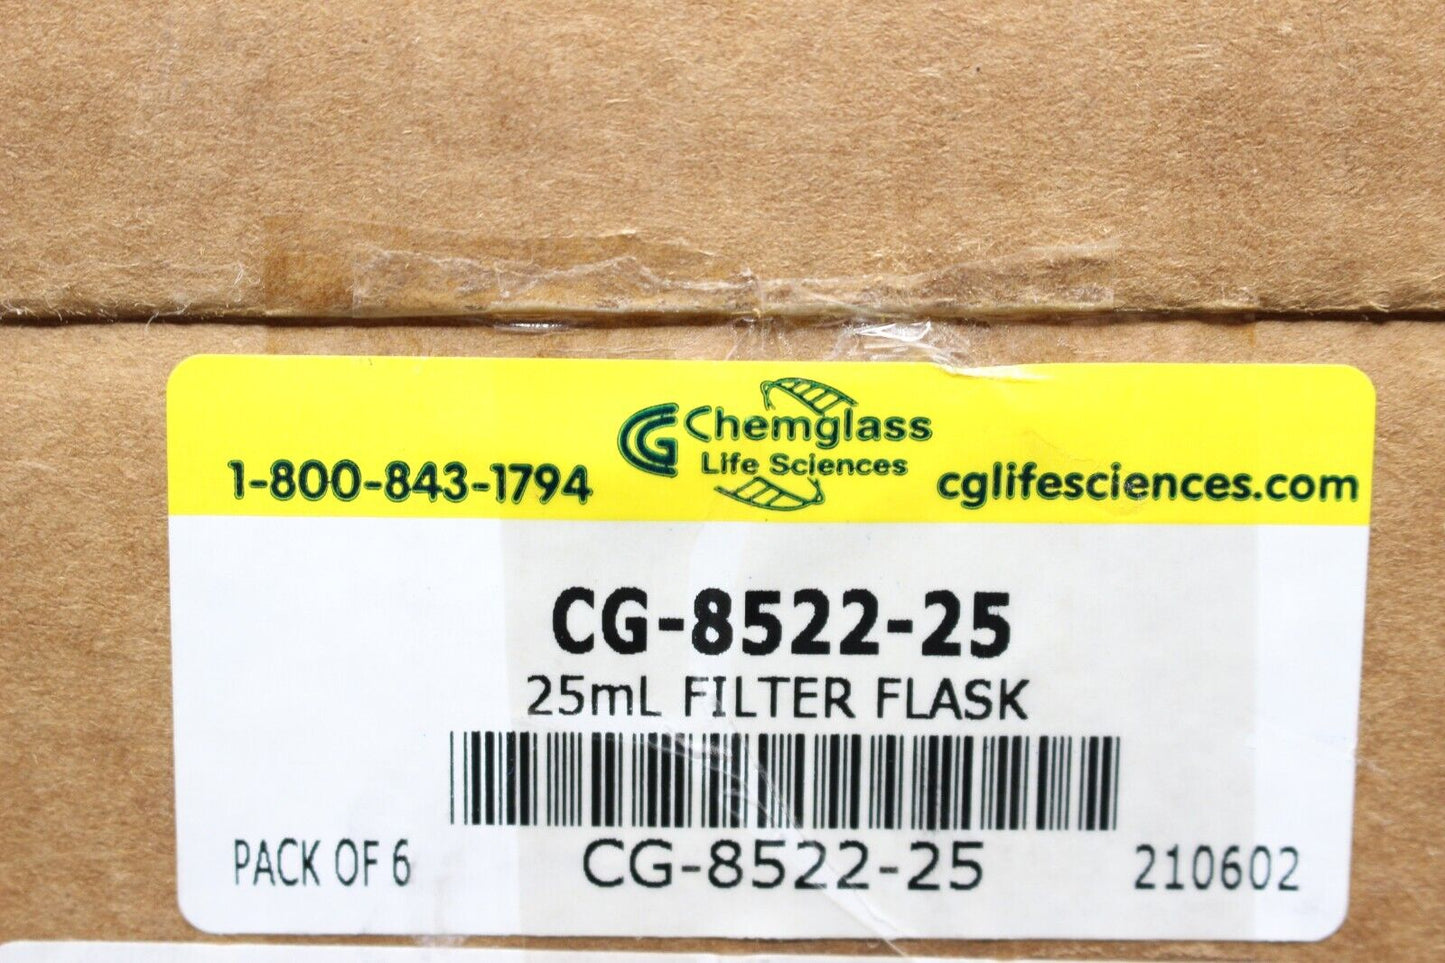 1-800-843-1794
CG Chemglass
Life Sciences
cglifesciences.com
CG-8522-25
25mL FILTER FLASK
PACK OF 6
CG-8522-25
210602